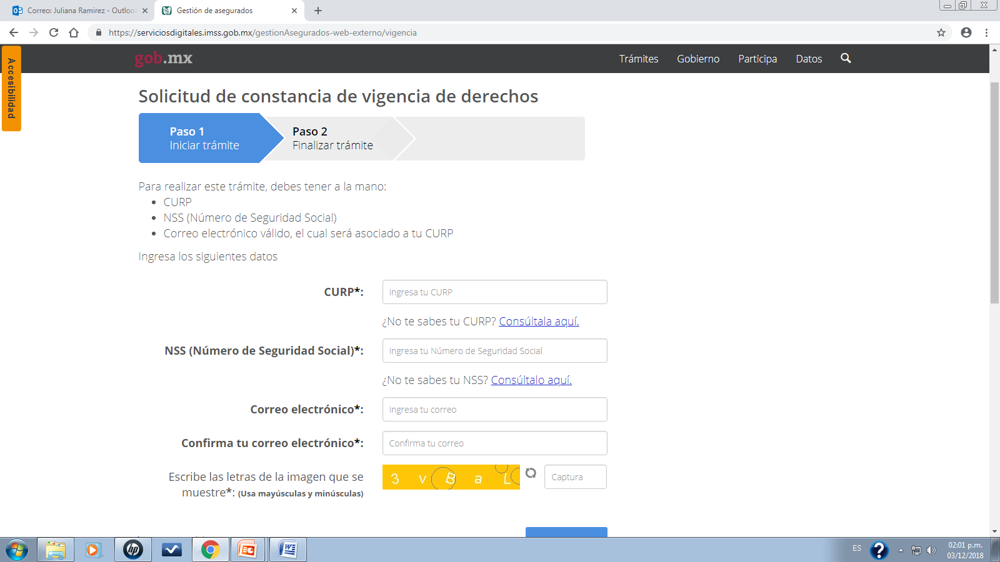 Correo: Juliana Ramirez - Outloo
Gestión de asegurados
https://serviciosdigitales.imss.gob.mx/gestionAsegurados-web-externo/vigencia
Accesibilidad
gob.mx
Trámites
Gobierno
Participa
Datos
Solicitud de constancia de vigencia de derechos
Paso 1
Iniciar trámite
Paso 2
Finalizar trámite
Para realizar este trámite, debes tener a la mano:
• CURP
• NSS (Número de Seguridad Social)
• Correo electrónico válido, el cual será asociado a tu CURP
Ingresa los siguientes datos
CURP*:
Ingresa tu CURP
¿No te sabes tu CURP? Consúltala aquí.
NSS (Número de Seguridad Social)*:
Ingresa tu Número de Seguridad Social
¿No te sabes tu NSS? Consúltalo aquí.
Correo electrónico*:
Ingresa tu correo
Confirma tu correo electrónico*:
Confirma tu correo
Escribe las letras de la imagen que se
muestre*: (Usa mayúsculas y minúsculas)
3 v B a L
Captura
hp
ES
02:01 p.m.
03/12/2018